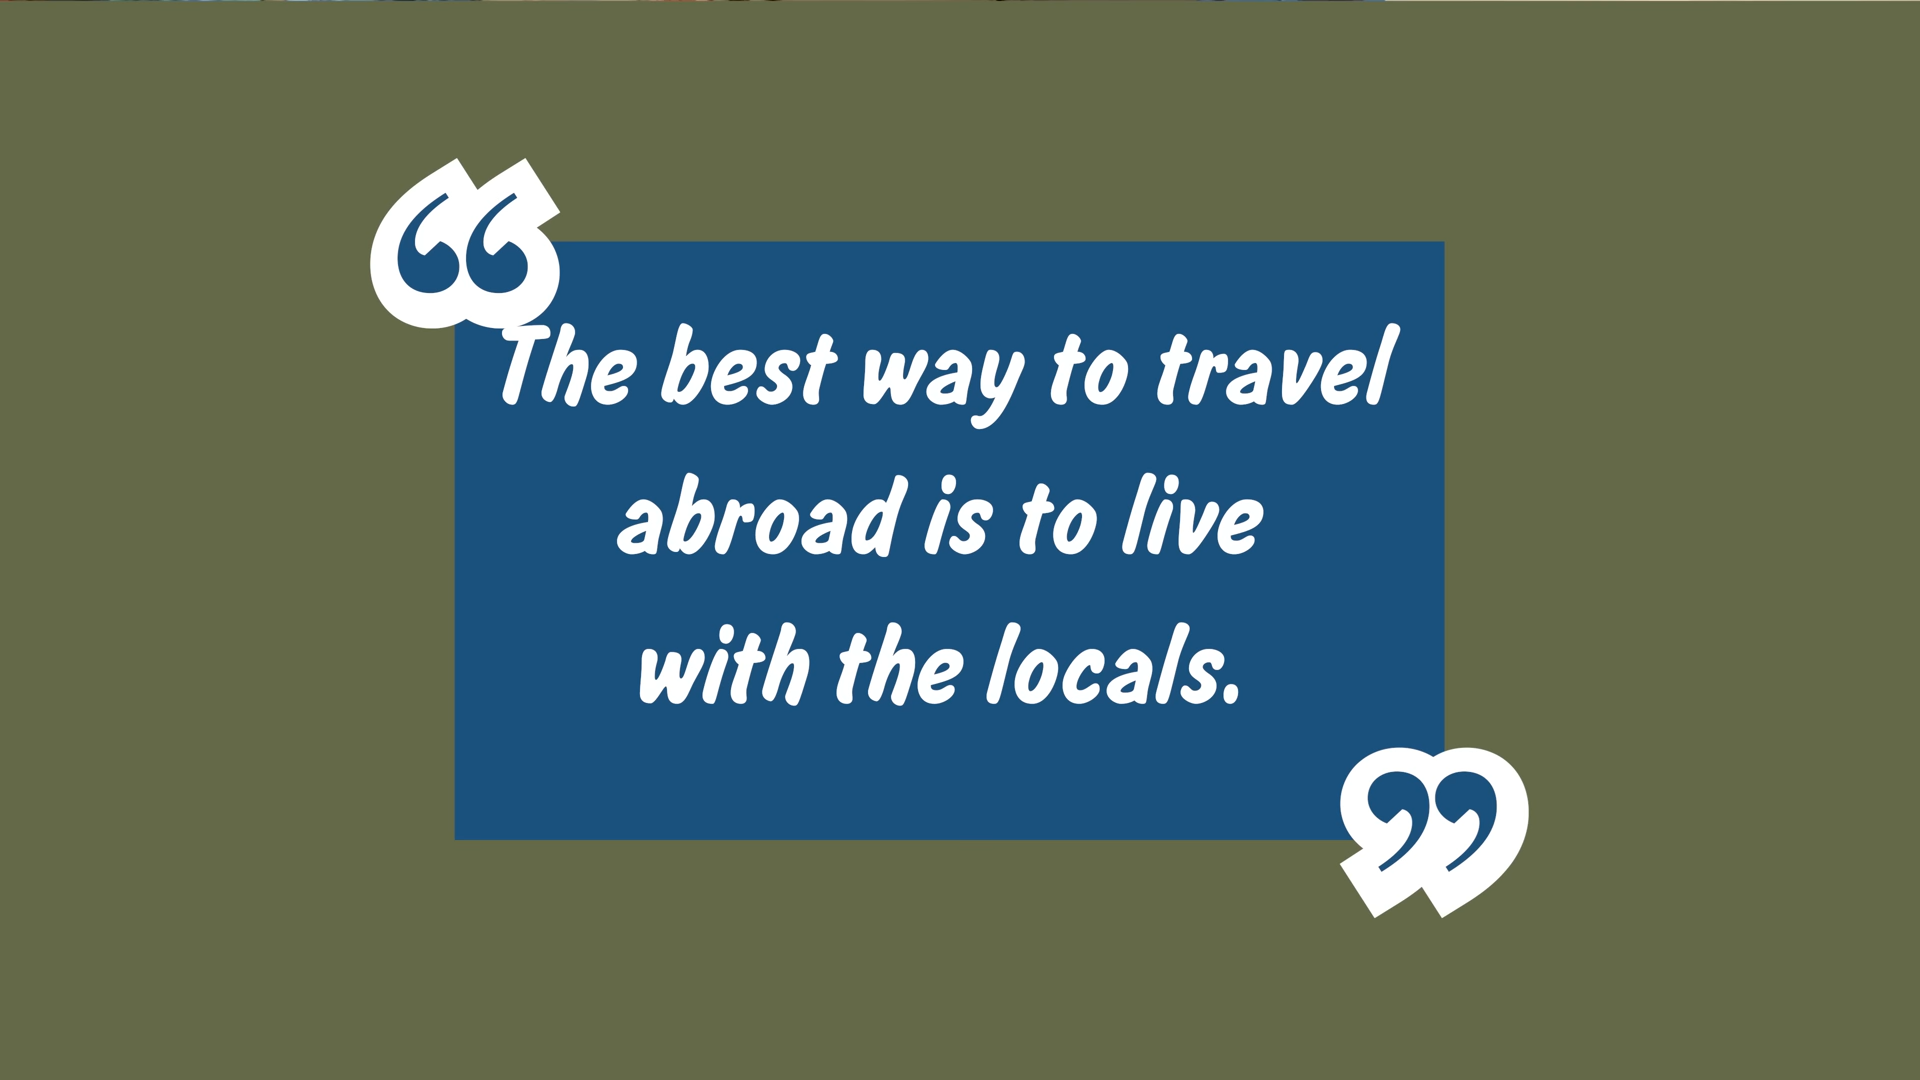 “The best way to travel
abroad is to live
with the locals.”